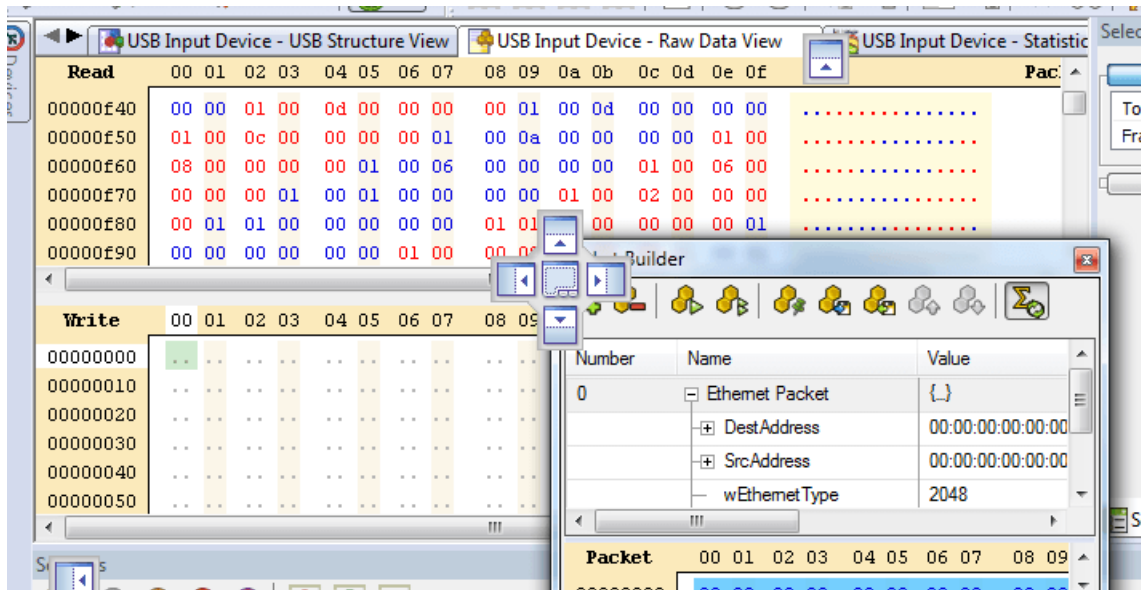 USB Input Device - USB Structure View
USB Input Device - Raw Data View
USB Input Device - Statistic
Selec
Read 00 01 02 03 04 05 06 07 08 09 0a 0b 0c 0d 0e 0f Pac
00000f40 00 00 01 00 0d 00 00 00 00 01 00 0d 00 00 00 00 ................
00000f50 01 00 0c 00 00 00 00 01 00 0a 00 00 00 00 01 00 ................
00000f60 08 00 00 00 00 01 00 06 00 00 00 00 01 00 06 00 ................
00000f70 00 00 00 01 00 01 00 00 00 00 01 00 02 00 00 00 ................
00000f80 00 01 01 00 00 00 00 00 01 01 00 00 00 00 01 ................
00000f90 00 00 00 00 00 00 01 00 00
To
Fra
Builder
Write 00 01 02 03 04 05 06 07 08 09
00000000 .. .. .. .. .. .. .. .. .. ..
00000010 .. .. .. .. .. .. .. .. .. ..
00000020 .. .. .. .. .. .. .. .. .. ..
00000030 .. .. .. .. .. .. .. .. .. ..
00000040 .. .. .. .. .. .. .. .. .. ..
00000050 .. .. .. .. .. .. .. .. .. ..
Number Name Value
0 Ethernet Packet {...}
DestAddress 00:00:00:00:00:00
SrcAddress 00:00:00:00:00:00
wEthernetType 2048
Packet 00 01 02 03 04 05 06 07 08 09